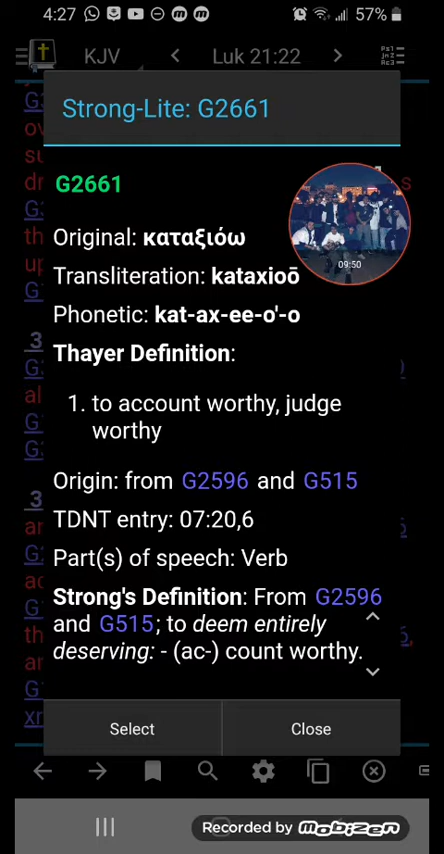 4:27
57%
KJV
Luk 21:22
Strong-Lite: G2661
G2661
Original: καταξιόω
09:50
Transliteration: kataxioō
Phonetic: kat-ax-ee-o'-o
Thayer Definition:
1. to account worthy, judge
worthy
Origin: from G2596 and G515
TDNT entry: 07:20,6
Part(s) of speech: Verb
Strong's Definition: From G2596
and G515; to deem entirely
deserving: - (ac-) count worthy.
Select
Close
Recorded by mobizen